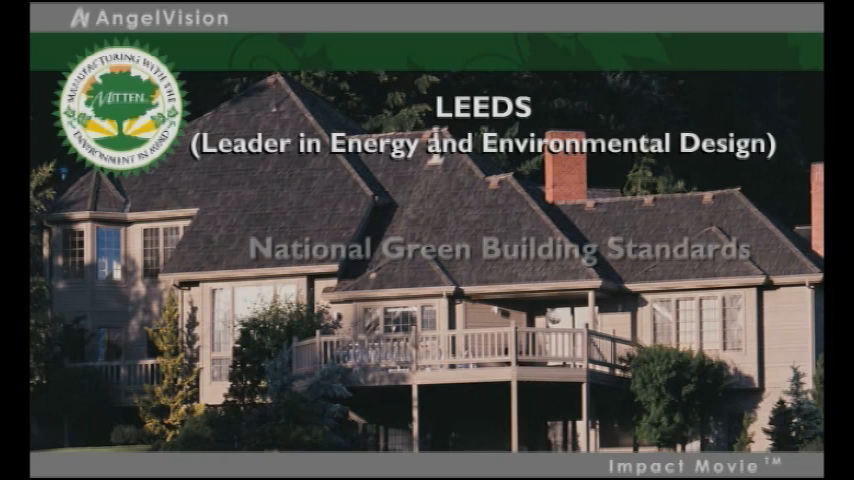 AngelVision
MANUFACTURING WITH THE
MITTEN
ENVIRONMENT IN MIND
LEEDS
(Leader in Energy and Environmental Design)
National Green Building Standards
Impact Movie™